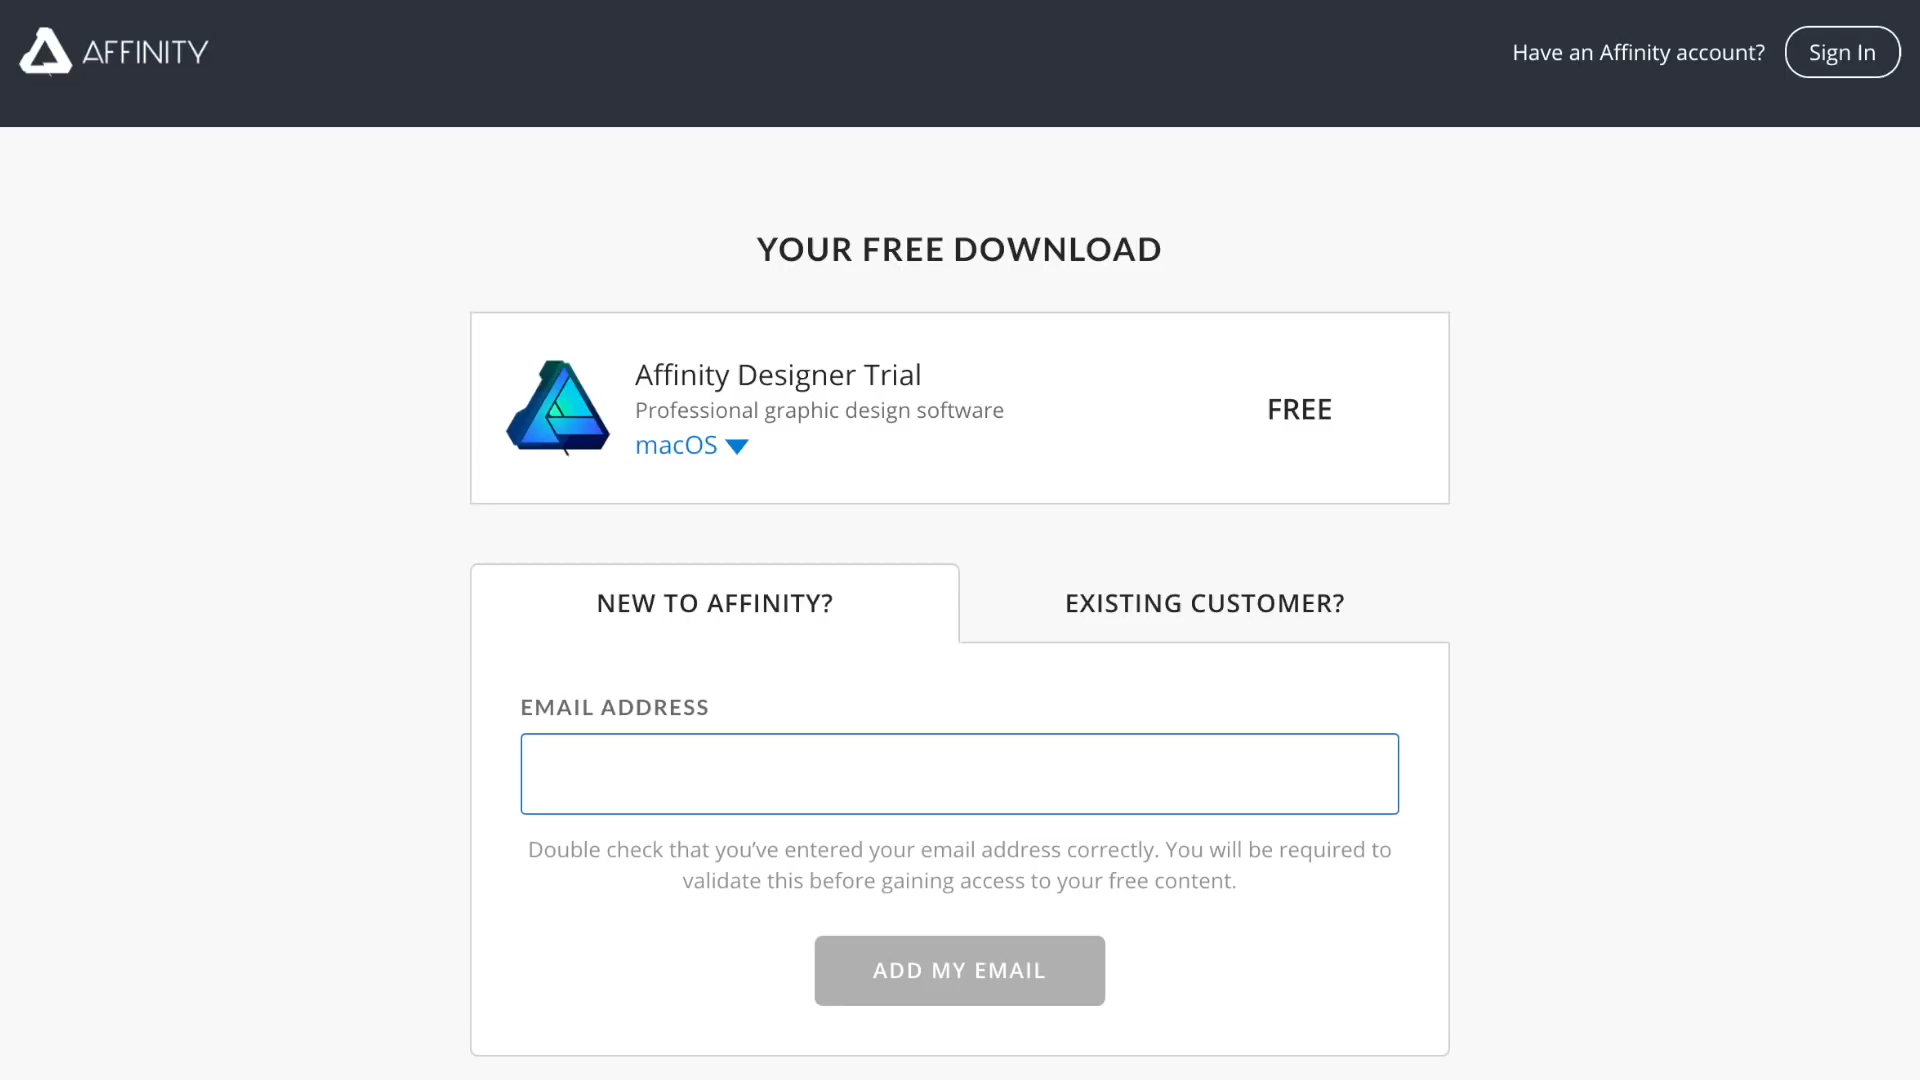 AFFINITY
Have an Affinity account?
Sign In
YOUR FREE DOWNLOAD
Affinity Designer Trial
Professional graphic design software
macOS
FREE
NEW TO AFFINITY?
EXISTING CUSTOMER?
EMAIL ADDRESS
Double check that you’ve entered your email address correctly. You will be required to
validate this before gaining access to your free content.
ADD MY EMAIL